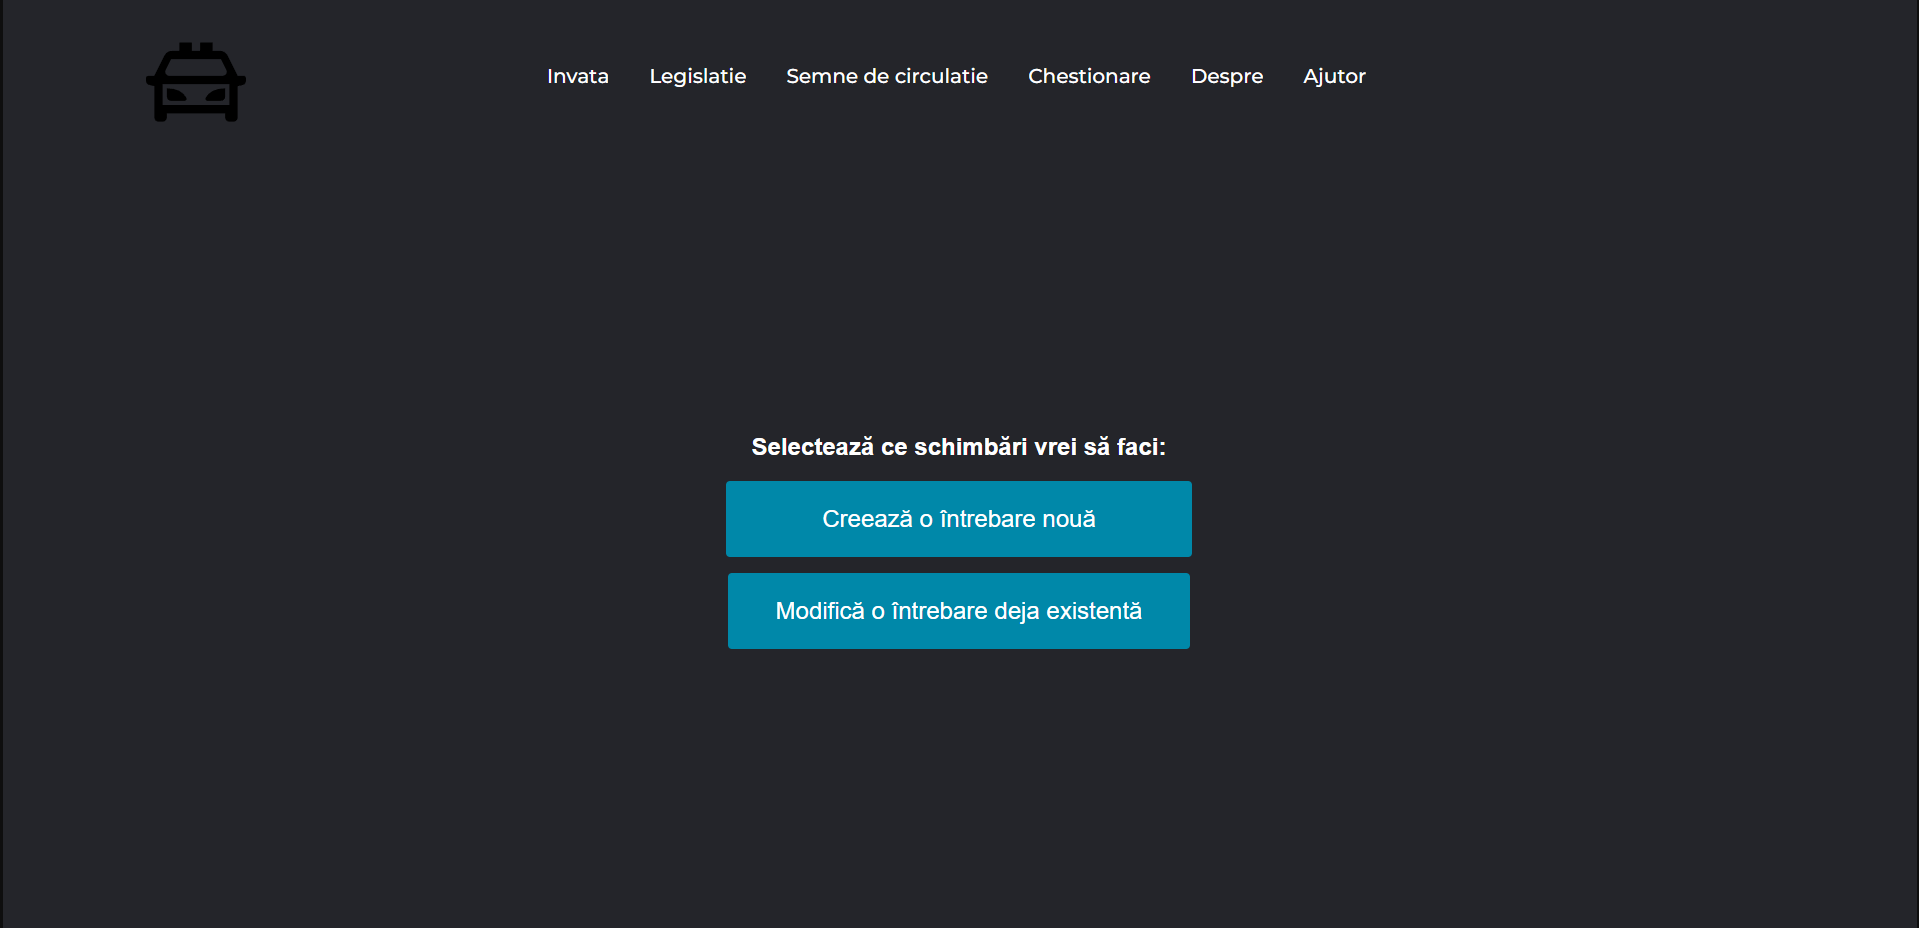 Invata Legislatie Semne de circulatie Chestionare Despre Ajutor
Selectează ce schimbări vrei să faci:
Creează o întrebare nouă
Modifică o întrebare deja existentă